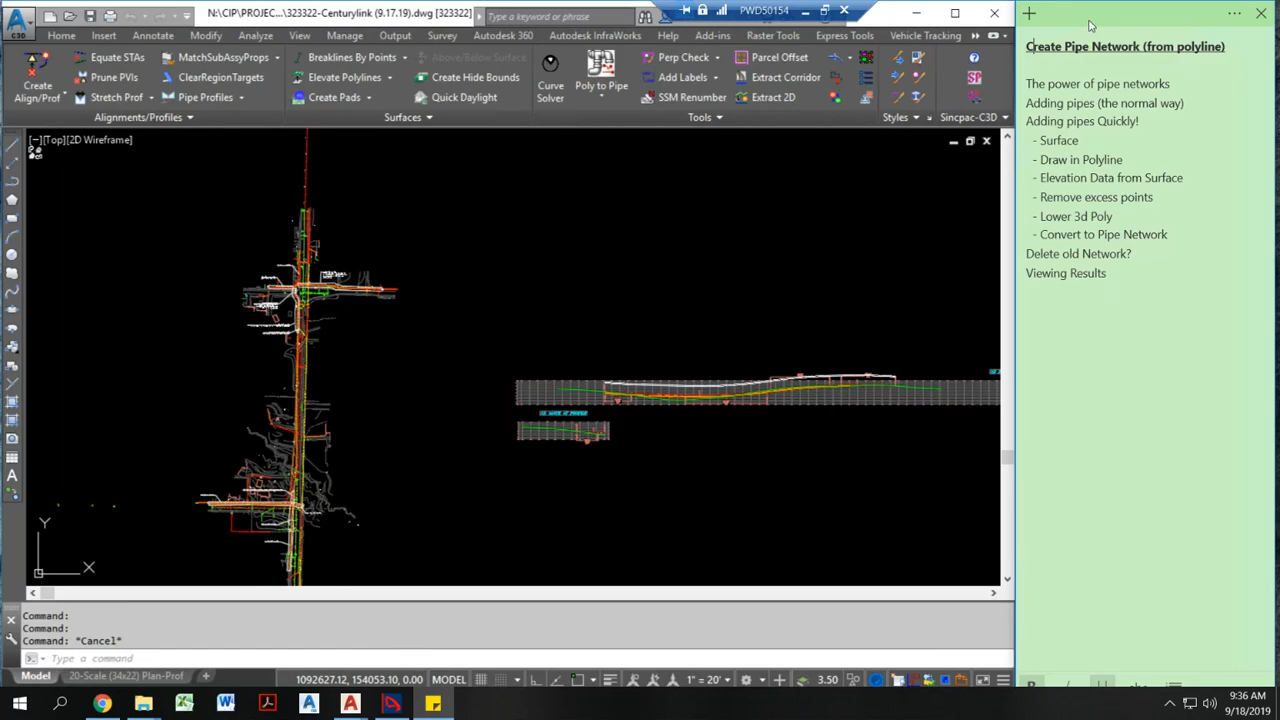 N:\CIP\PROJEC...\323322-Centurylink (9.17.19).dwg [323322]
Type a keyword or phrase
PWD50154
C3D
Home Insert Annotate Modify Analyze View Manage Output Survey Autodesk 360 Autodesk InfraWorks Help Add-ins Raster Tools Express Tools Vehicle Tracking
Create Align/Prof
Equate STAs
Prune PVIs
Stretch Prof
MatchSubAssyProps
ClearRegionTargets
Pipe Profiles
Alignments/Profiles
Breaklines By Points
Elevate Polylines
Create Pads
Above/Below Surface
Create Hide Bounds
Quick Daylight
Surfaces
Curve Solver
Poly to Pipe
Perp Check
Add Labels
SSM Renumber
Parcel Offset
Extract Corridor
Extract 2D
Tools
Styles
SP
Sincpac-C3D
[−][Top][2D Wireframe]
Y
X
Command:
Command:
Command: *Cancel*
Type a command
Model 20-Scale (34x22) Plan-Prof +
1092627.12, 154053.10, 0.00 MODEL
1" = 20'
3.50
Create Pipe Network (from polyline)
The power of pipe networks
Adding pipes (the normal way)
Adding pipes Quickly!
- Surface
- Draw in Polyline
- Elevation Data from Surface
- Remove excess points
- Lower 3d Poly
- Convert to Pipe Network
Delete old Network?
Viewing Results
9:36 AM
9/18/2019